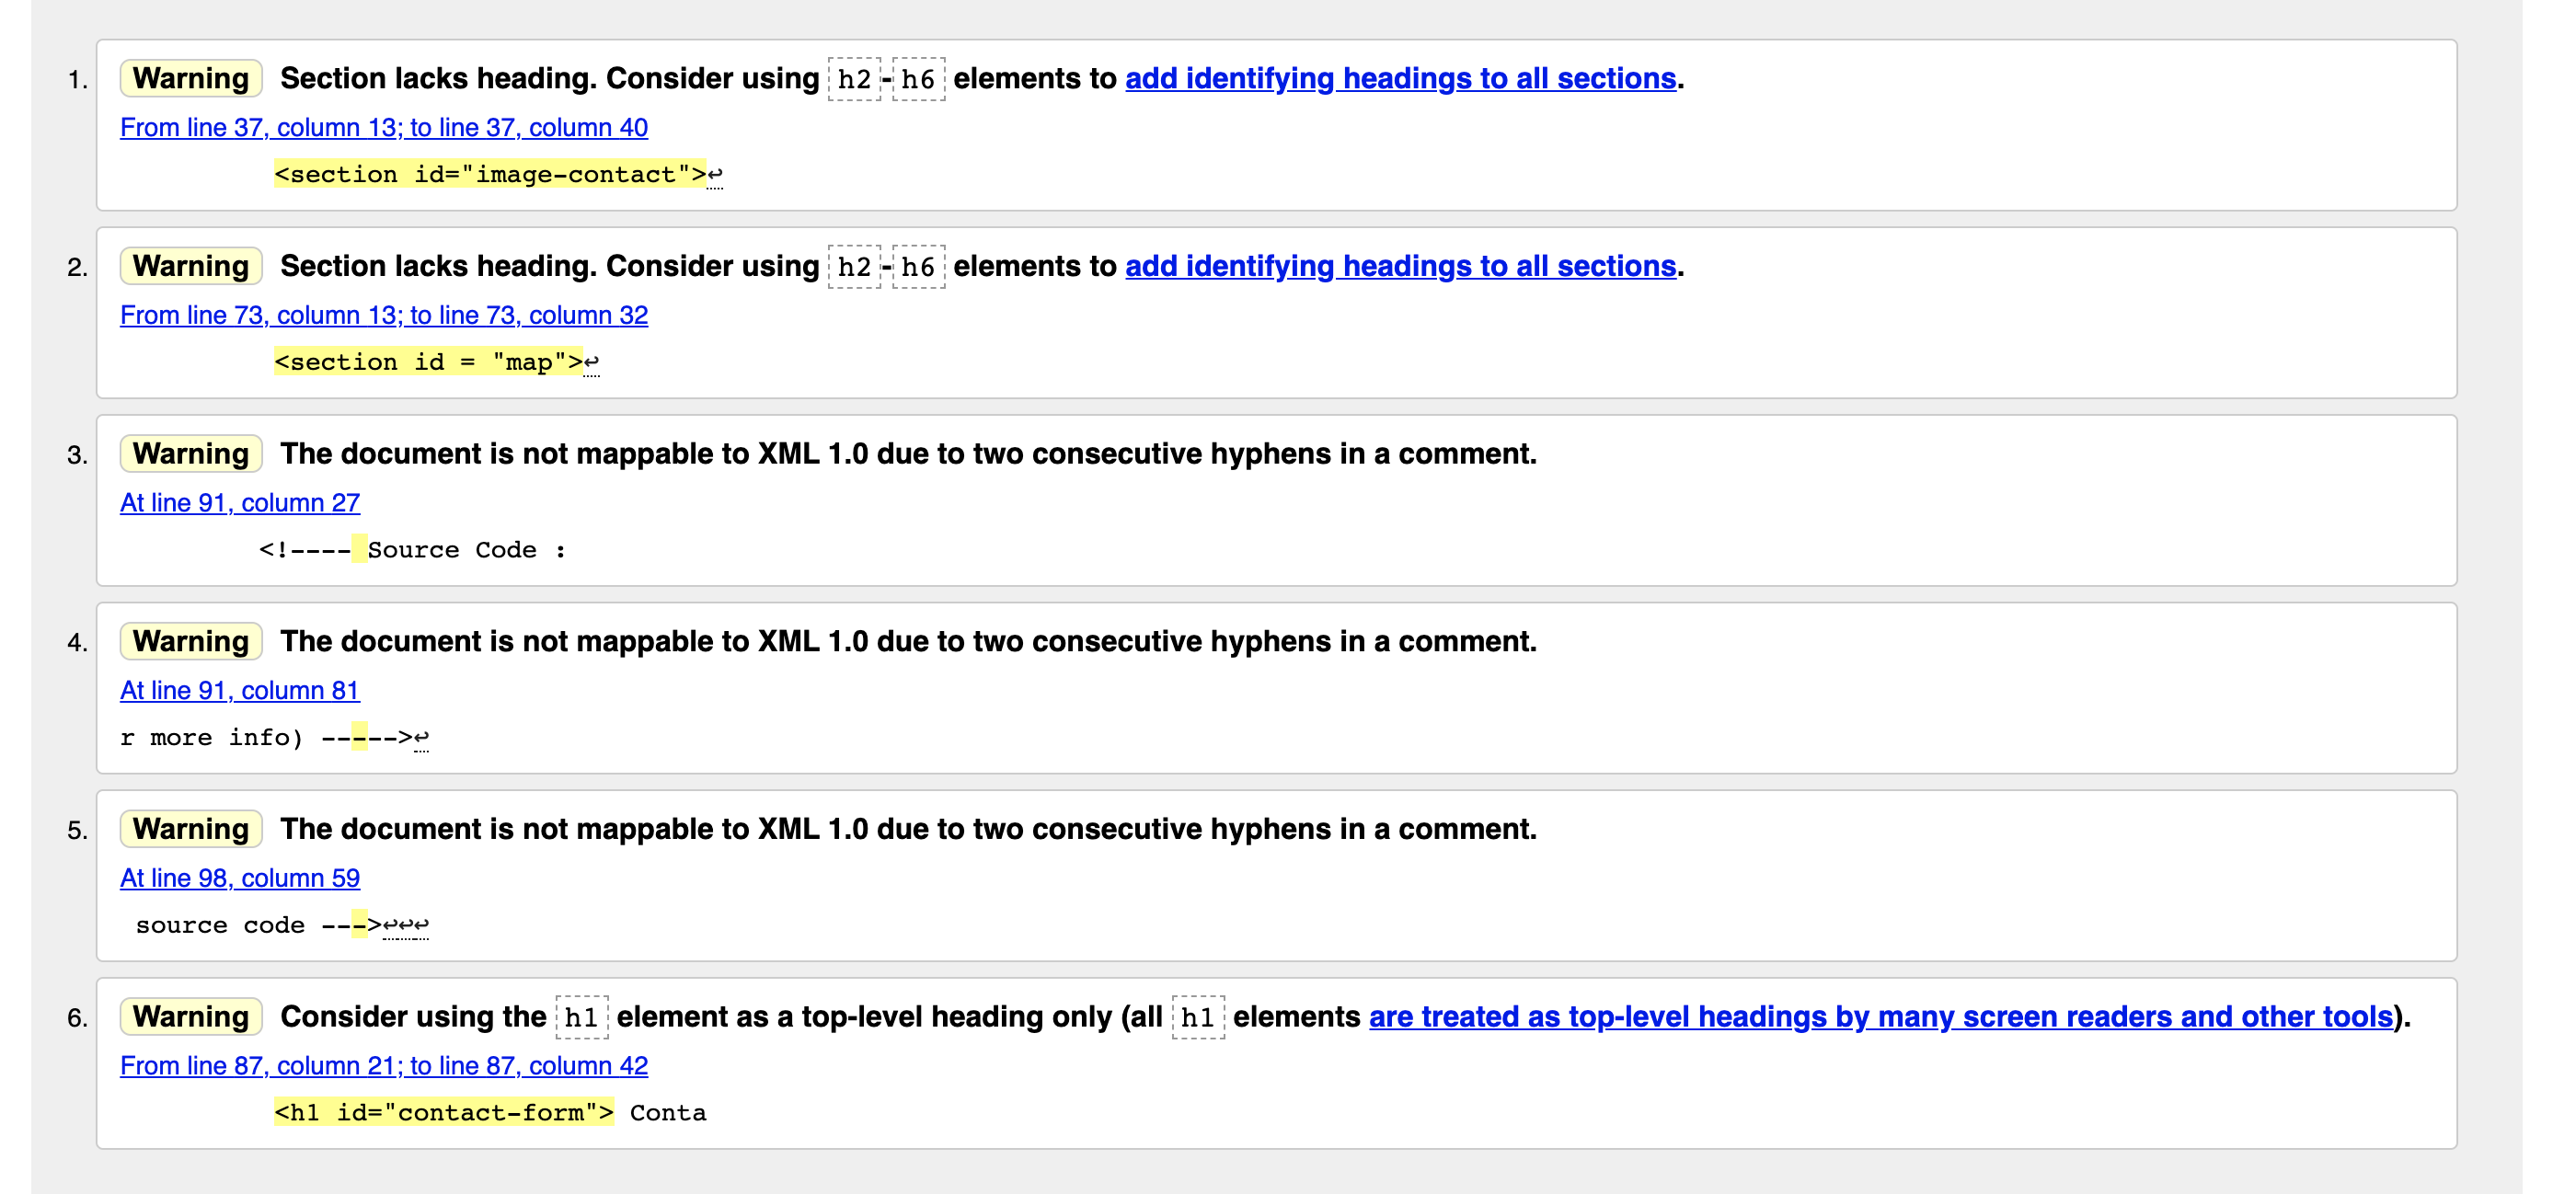 1. Warning Section lacks heading. Consider using h2-h6 elements to add identifying headings to all sections.
From line 37, column 13; to line 37, column 40
<section id="image-contact">↩
2. Warning Section lacks heading. Consider using h2-h6 elements to add identifying headings to all sections.
From line 73, column 13; to line 73, column 32
<section id = "map">↩
3. Warning The document is not mappable to XML 1.0 due to two consecutive hyphens in a comment.
At line 91, column 27
<!---- Source Code :
4. Warning The document is not mappable to XML 1.0 due to two consecutive hyphens in a comment.
At line 91, column 81
r more info) ----->↩
5. Warning The document is not mappable to XML 1.0 due to two consecutive hyphens in a comment.
At line 98, column 59
source code --->↩↩↩
6. Warning Consider using the h1 element as a top-level heading only (all h1 elements are treated as top-level headings by many screen readers and other tools).
From line 87, column 21; to line 87, column 42
<h1 id="contact-form"> Conta